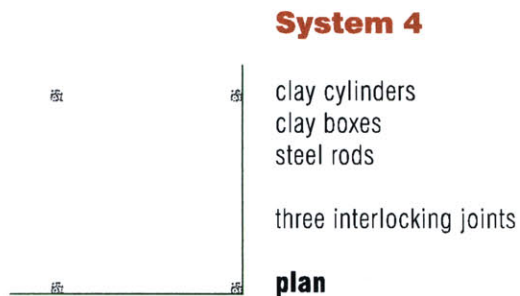 System 4
clay cylinders
clay boxes
steel rods
three interlocking joints
plan